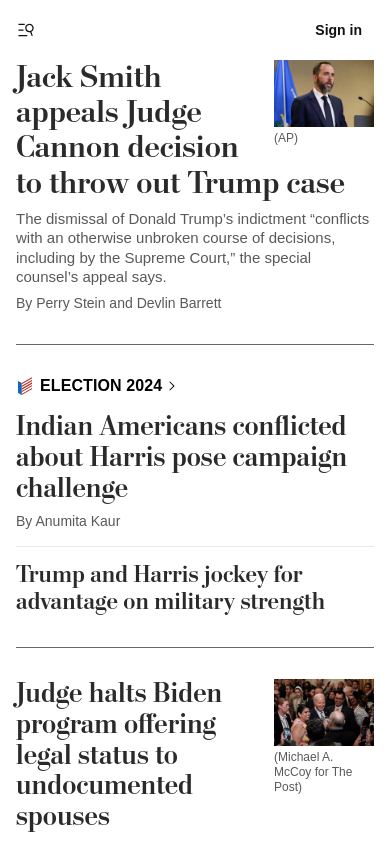 Sign in
Jack Smith
appeals Judge
Cannon decision
to throw out Trump case
(AP)
The dismissal of Donald Trump’s indictment “conflicts
with an otherwise unbroken course of decisions,
including by the Supreme Court,” the special
counsel’s appeal says.
By Perry Stein and Devlin Barrett
ELECTION 2024
Indian Americans conflicted
about Harris pose campaign
challenge
By Anumita Kaur
Trump and Harris jockey for
advantage on military strength
Judge halts Biden
program offering
legal status to
undocumented
spouses
(Michael A.
McCoy for The
Post)